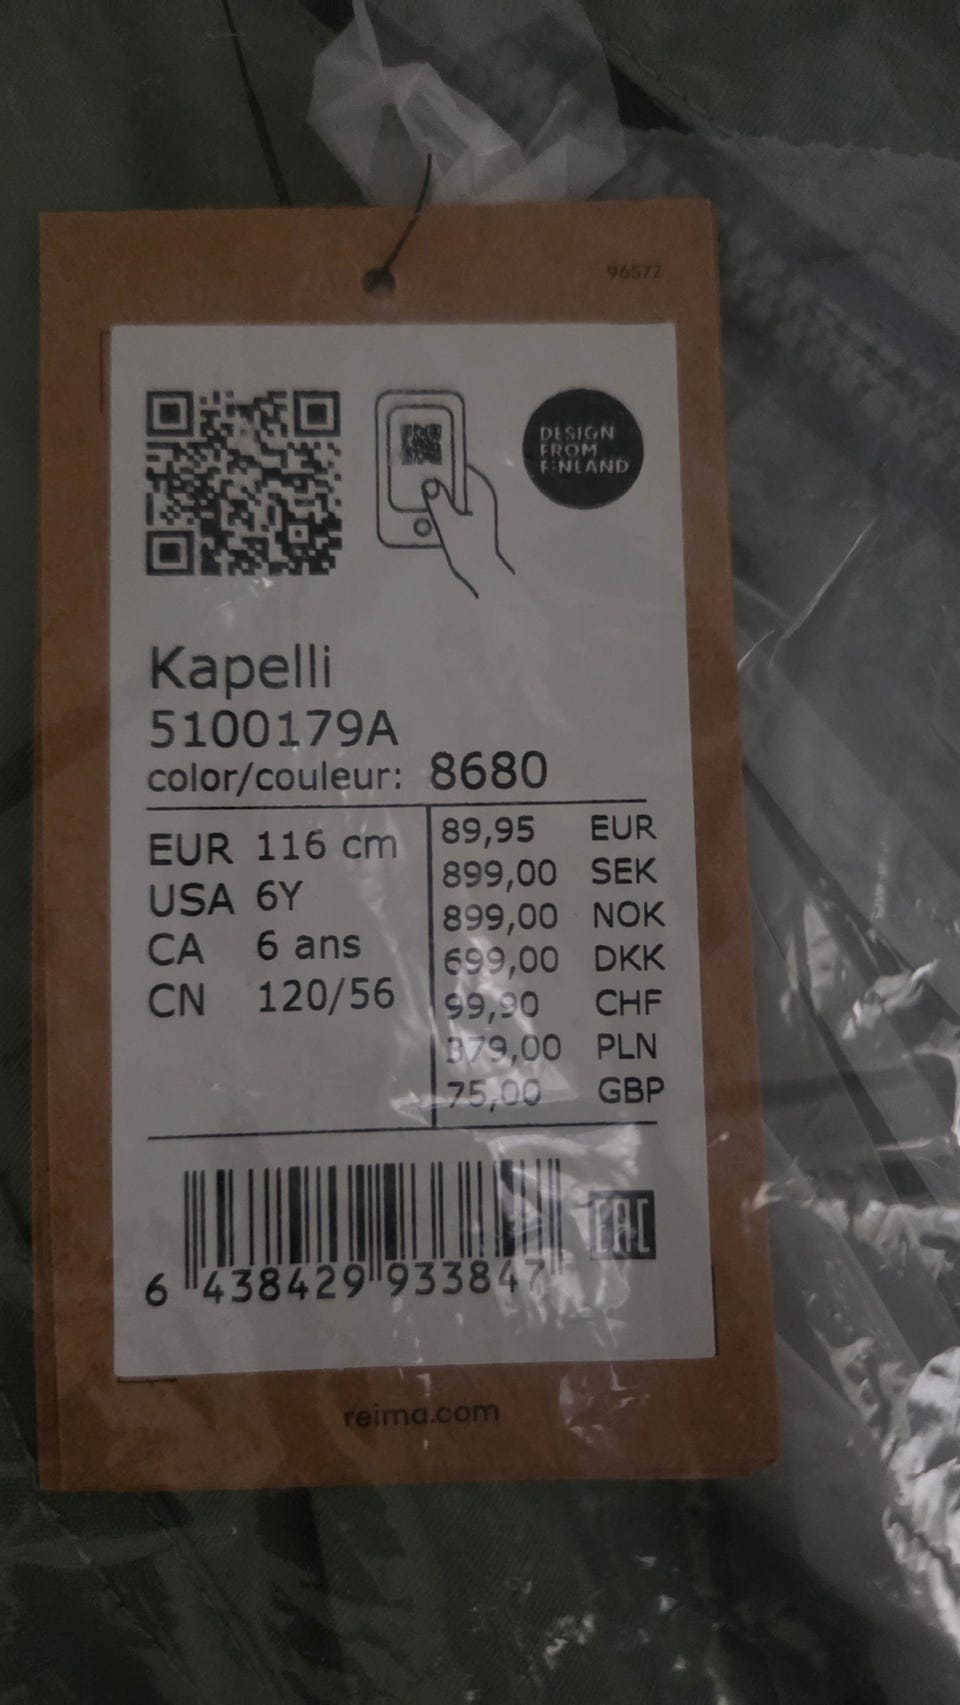 96572
DESIGN
FROM
FINLAND
Kapelli
5100179A
color/couleur: 8680
EUR 116 cm
USA 6Y
CA 6 ans
CN 120/56
89,95 EUR
899,00 SEK
899,00 NOK
699,00 DKK
99,90 CHF
379,00 PLN
75,00 GBP
6 438429 933847
EAC
reima.com